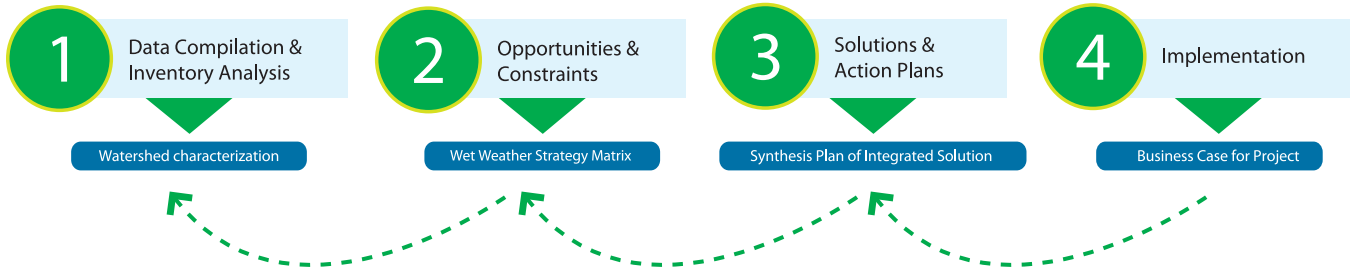 1
Data Compilation &
Inventory Analysis
Watershed characterization
2
Opportunities &
Constraints
Wet Weather Strategy Matrix
3
Solutions &
Action Plans
Synthesis Plan of Integrated Solution
4
Implementation
Business Case for Project